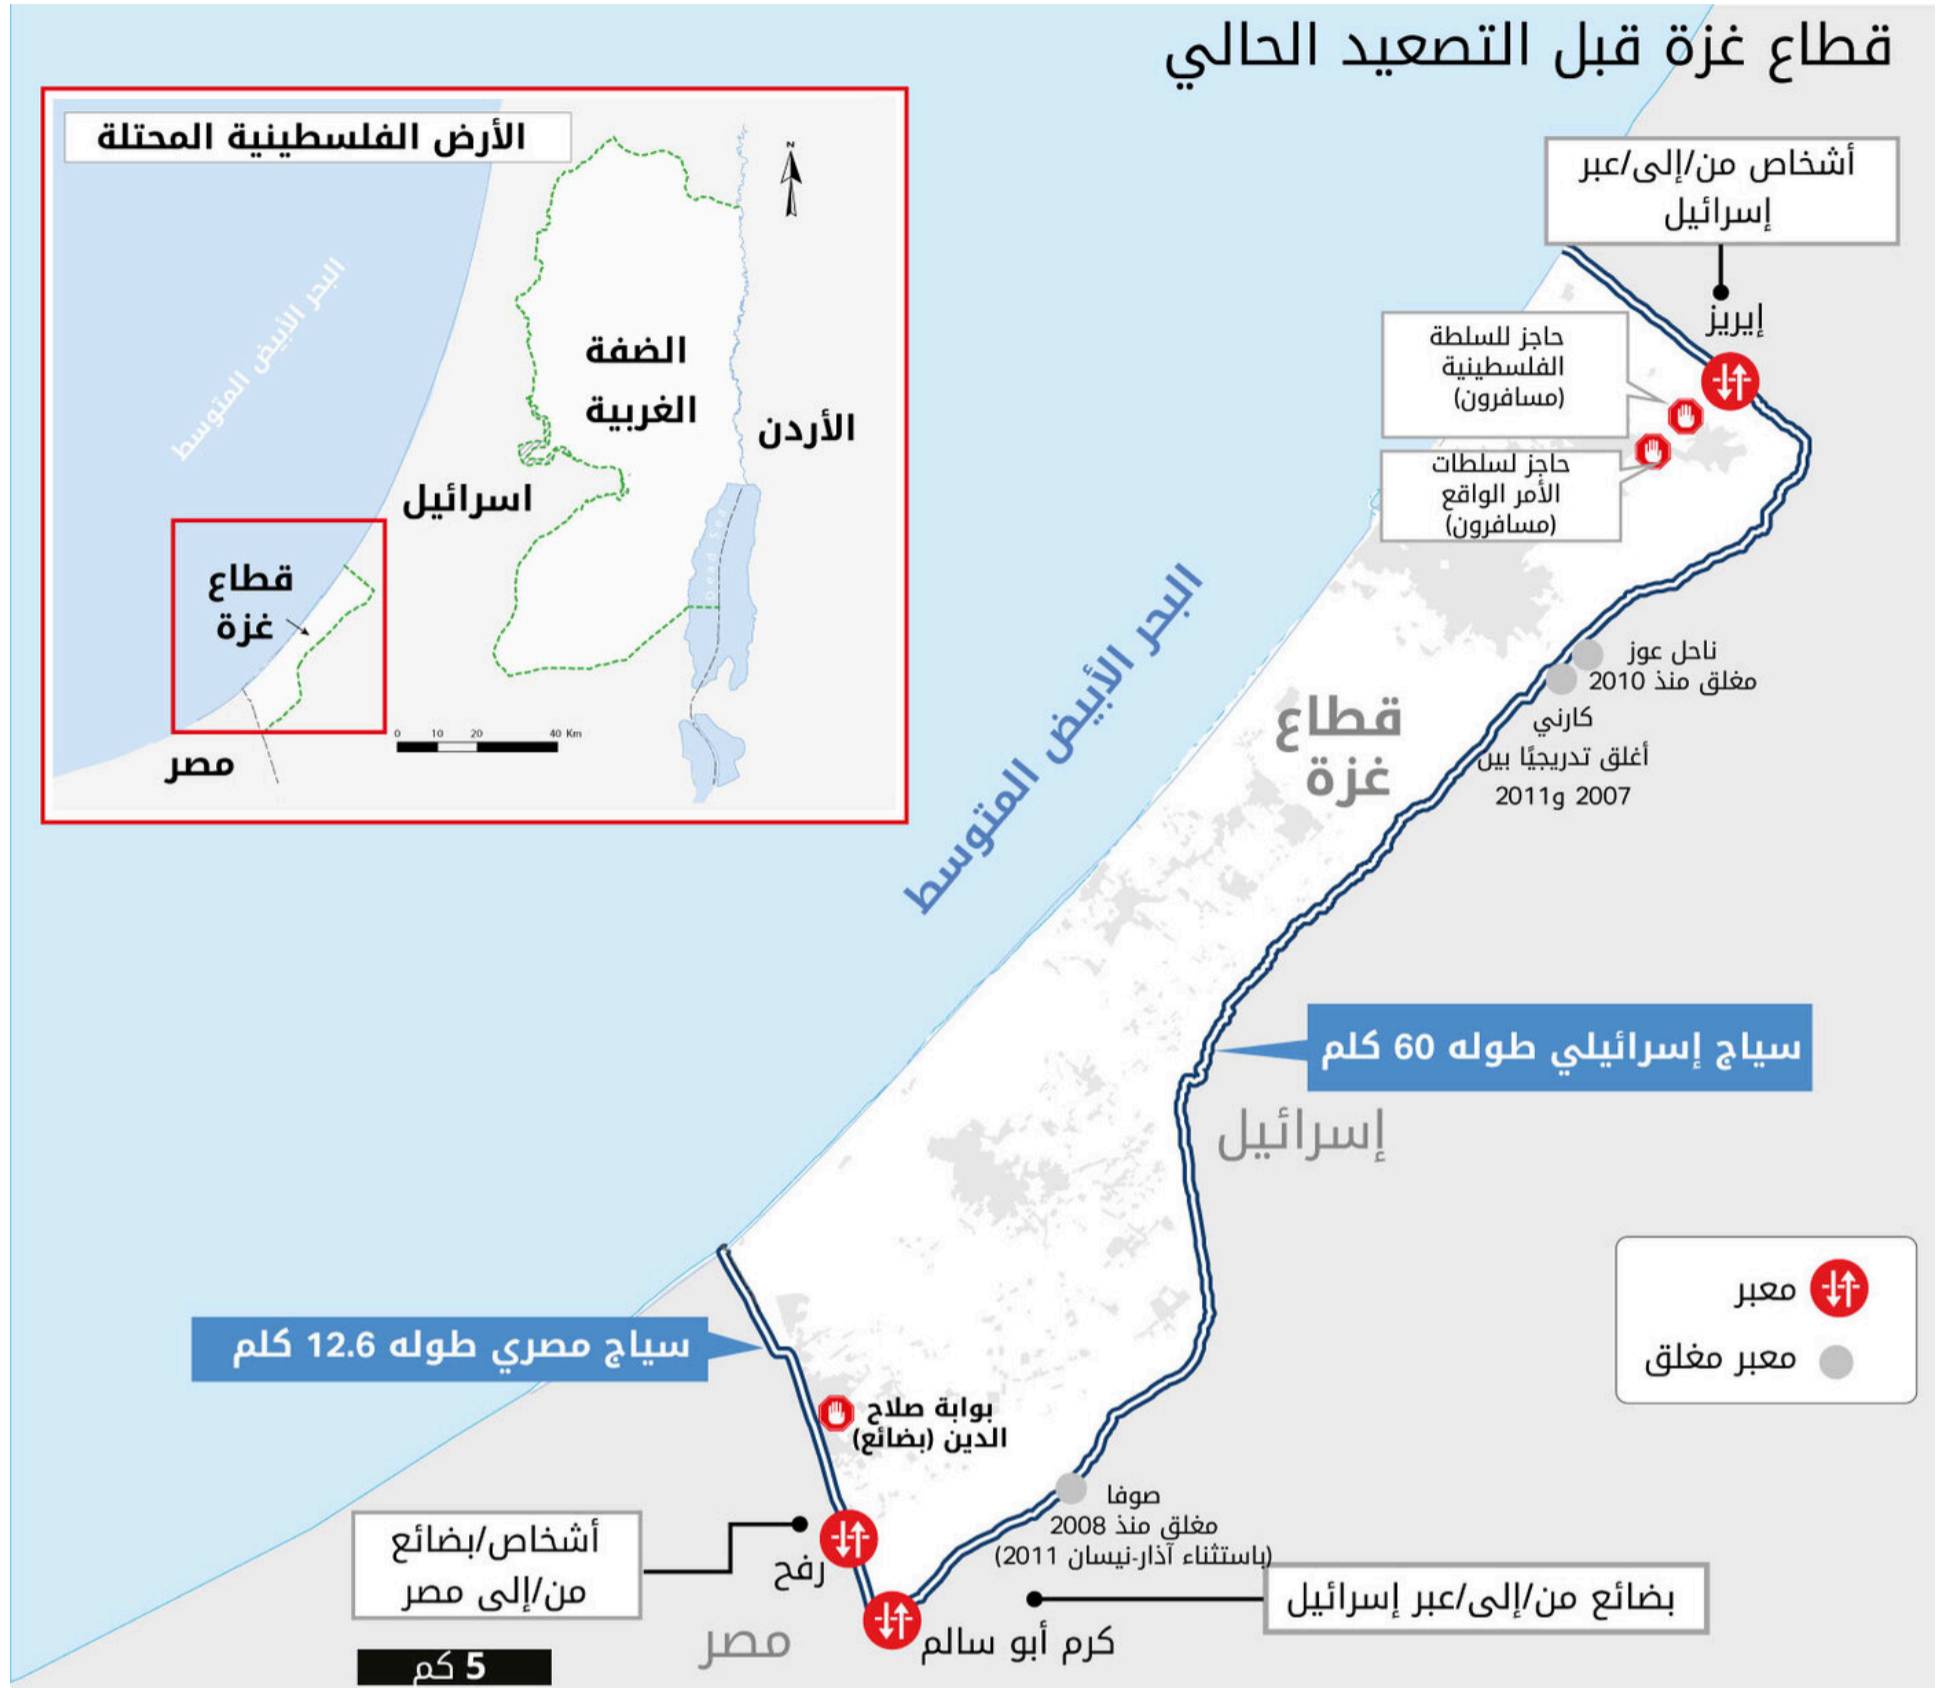 قطاع غزة قبل التصعيد الحالي
الأرض الفلسطينية المحتلة
N
البحر الأبيض المتوسط
الضفة
الغربية
الأردن
اسرائيل
Dead Sea
قطاع
غزة
مصر
0 10 20 40 Km
أشخاص من/إلى/عبر
إسرائيل
إيريز
حاجز للسلطة
الفلسطينية
(مسافرون)
حاجز لسلطات
الأمر الواقع
(مسافرون)
البحر الأبيض المتوسط
ناحل عوز
مغلق منذ 2010
كارني
أغلق تدريجيًا بين
2007 و2011
قطاع
غزة
سياج إسرائيلي طوله 60 كلم
إسرائيل
معبر
معبر مغلق
سياج مصري طوله 12.6 كلم
بوابة صلاح
الدين (بضائع)
صوفا
مغلق منذ 2008
(باستثناء آذار-نيسان 2011)
أشخاص/بضائع
من/إلى مصر
رفح
بضائع من/إلى/عبر إسرائيل
كرم أبو سالم
مصر
5 كم